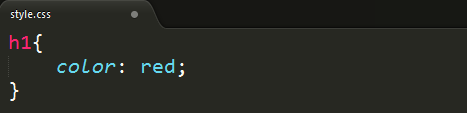 style.css
h1{
color: red;
}